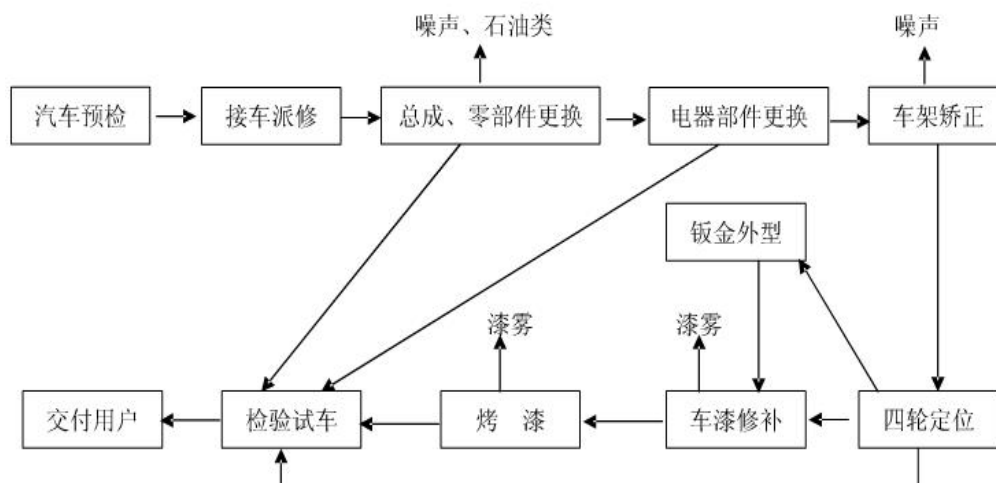 噪声、石油类
噪声
汽车预检
接车派修
总成、零部件更换
电器部件更换
车架矫正
钣金外型
漆雾
漆雾
交付用户
检验试车
烤 漆
车漆修补
四轮定位